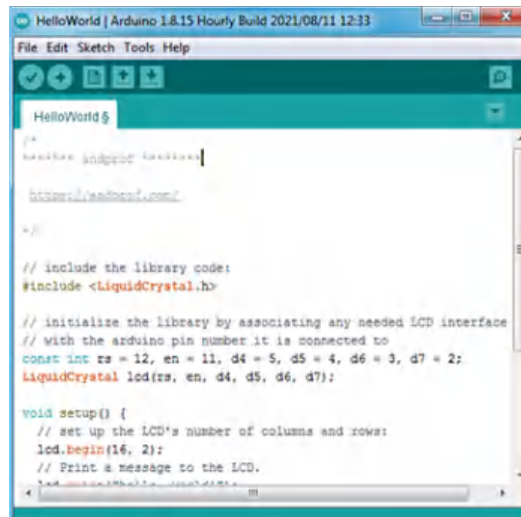 HelloWorld | Arduino 1.8.15 Hourly Build 2021/08/11 12:33
File Edit Sketch Tools Help
HelloWorld §
/*
******* andprof ********
https://andprof.com/
*/
// include the library code:
#include <LiquidCrystal.h>
// initialize the library by associating any needed LCD interface
// with the arduino pin number it is connected to
const int rs = 12, en = 11, d4 = 5, d5 = 4, d6 = 3, d7 = 2;
LiquidCrystal lcd(rs, en, d4, d5, d6, d7);
void setup() {
// set up the LCD's number of columns and rows:
lcd.begin(16, 2);
// Print a message to the LCD.